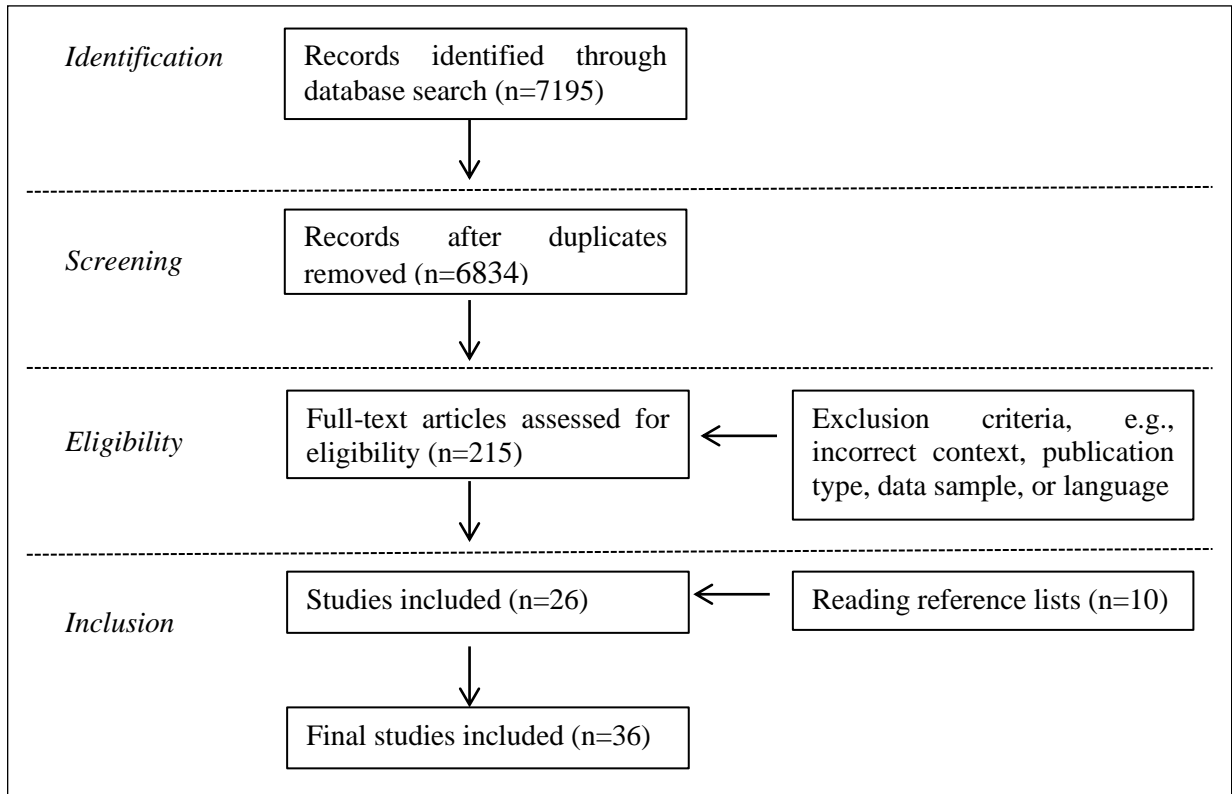 Identification
Records identified through
database search (n=7195)
Screening
Records after duplicates
removed (n=6834)
Eligibility
Full-text articles assessed for
eligibility (n=215)
Exclusion criteria, e.g.,
incorrect context, publication
type, data sample, or language
Inclusion
Studies included (n=26)
Reading reference lists (n=10)
Final studies included (n=36)